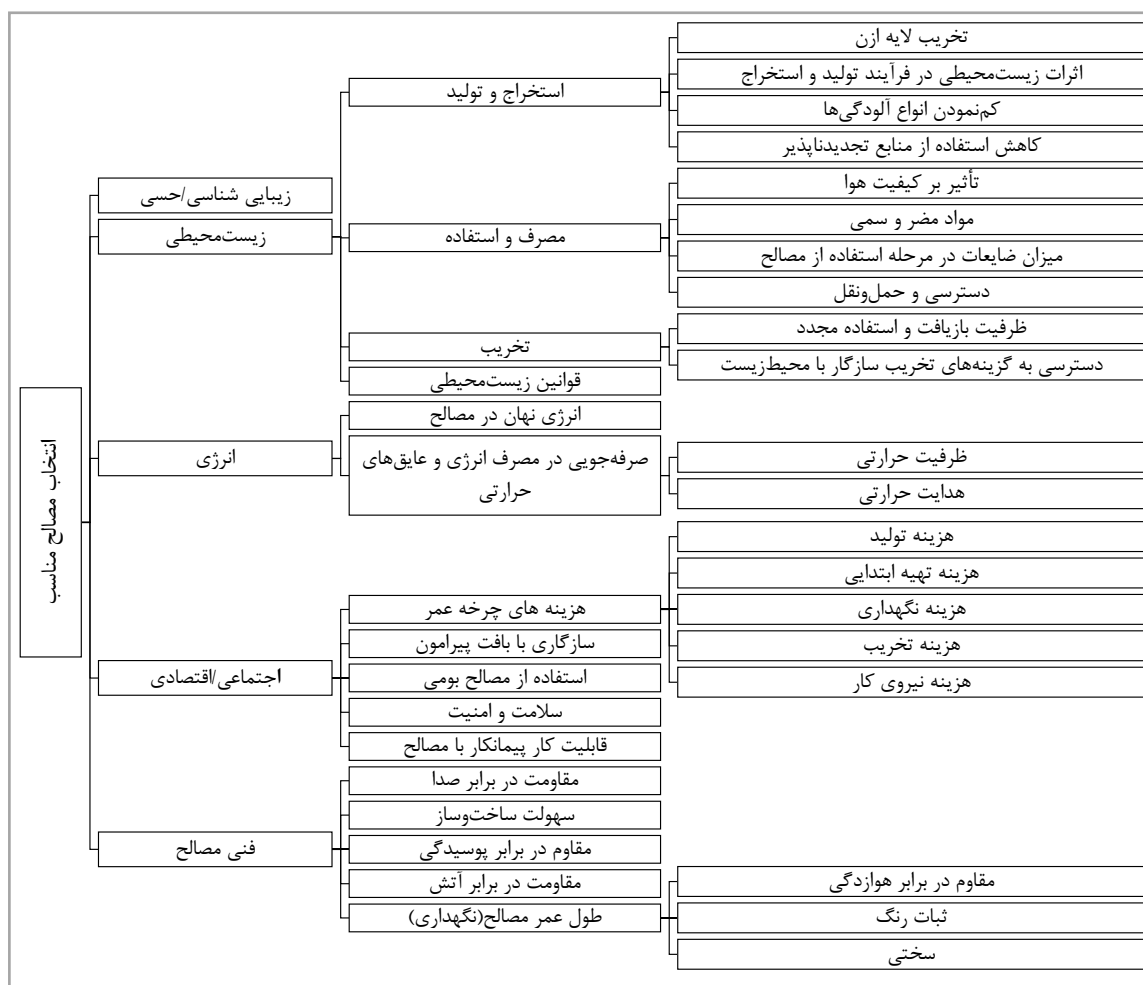 انتخاب مصالح مناسب
زیبایی شناسی/حسی
زیست‌محیطی
استخراج و تولید
تخریب لایه ازن
اثرات زیست‌محیطی در فرآیند تولید و استخراج
کم‌نمودن انواع آلودگی‌ها
کاهش استفاده از منابع تجدیدناپذیر
مصرف و استفاده
تأثیر بر کیفیت هوا
مواد مضر و سمی
میزان ضایعات در مرحله استفاده از مصالح
دسترسی و حمل‌ونقل
تخریب
ظرفیت بازیافت و استفاده مجدد
دسترسی به گزینه‌های تخریب سازگار با محیط‌زیست
قوانین زیست‌محیطی
انرژی
انرژی نهان در مصالح
صرفه‌جویی در مصرف انرژی و عایق‌های
حرارتی
ظرفیت حرارتی
هدایت حرارتی
اجتماعی/اقتصادی
هزینه های چرخه عمر
هزینه تولید
هزینه تهیه ابتدایی
هزینه نگهداری
هزینه تخریب
هزینه نیروی کار
سازگاری با بافت پیرامون
استفاده از مصالح بومی
سلامت و امنیت
قابلیت کار پیمانکار با مصالح
فنی مصالح
مقاومت در برابر صدا
سهولت ساخت‌وساز
مقاوم در برابر پوسیدگی
مقاومت در برابر آتش
طول عمر مصالح(نگهداری)
مقاوم در برابر هوازدگی
ثبات رنگ
سختی